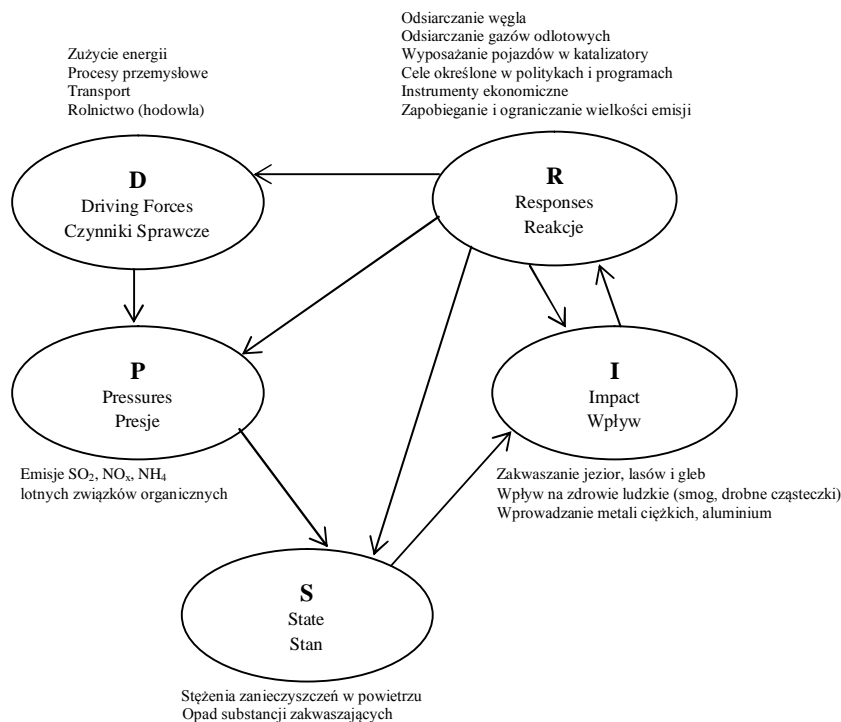 Odsiarczanie węgla
Odsiarczanie gazów odlotowych
Wyposażanie pojazdów w katalizatory
Cele określone w politykach i programach
Instrumenty ekonomiczne
Zapobieganie i ograniczanie wielkości emisji
Zużycie energii
Procesy przemysłowe
Transport
Rolnictwo (hodowla)
D
Driving Forces
Czynniki Sprawcze
R
Responses
Reakcje
P
Pressures
Presje
I
Impact
Wpływ
Emisje SO₂, NOₓ, NH₄
lotnych związków organicznych
Zakwaszanie jezior, lasów i gleb
Wpływ na zdrowie ludzkie (smog, drobne cząsteczki)
Wprowadzanie metali ciężkich, aluminium
S
State
Stan
Stężenia zanieczyszczeń w powietrzu
Opad substancji zakwaszających